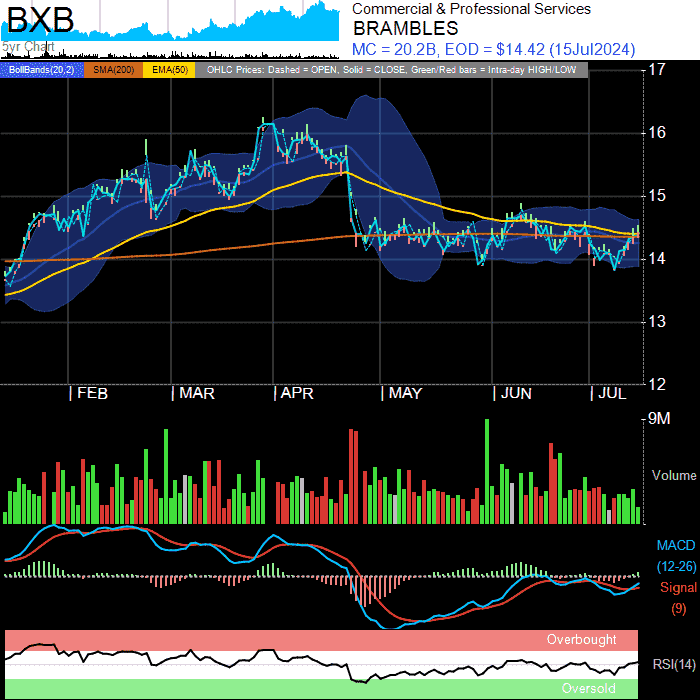 BXB
5yr Chart
Commercial & Professional Services
BRAMBLES
MC = 20.2B, EOD = $14.42 (15Jul2024)
BollBands(20,2) SMA(200) EMA(50) OHLC Prices: Dashed = OPEN, Solid = CLOSE, Green/Red bars = Intra-day HIGH/LOW
17
16
15
14
13
12
FEB MAR APR MAY JUN JUL
9M
Volume
MACD
(12-26)
Signal
(9)
Overbought
RSI(14)
Oversold